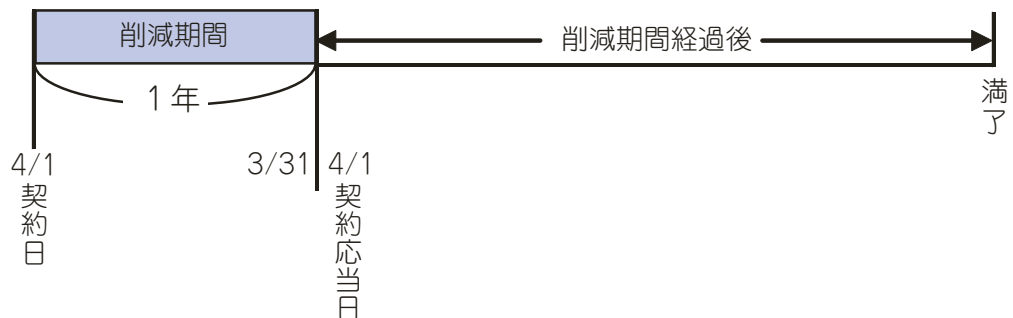 削減期間
削減期間経過後
1年
満了
4/1
契約日
3/31
4/1
契約応当日